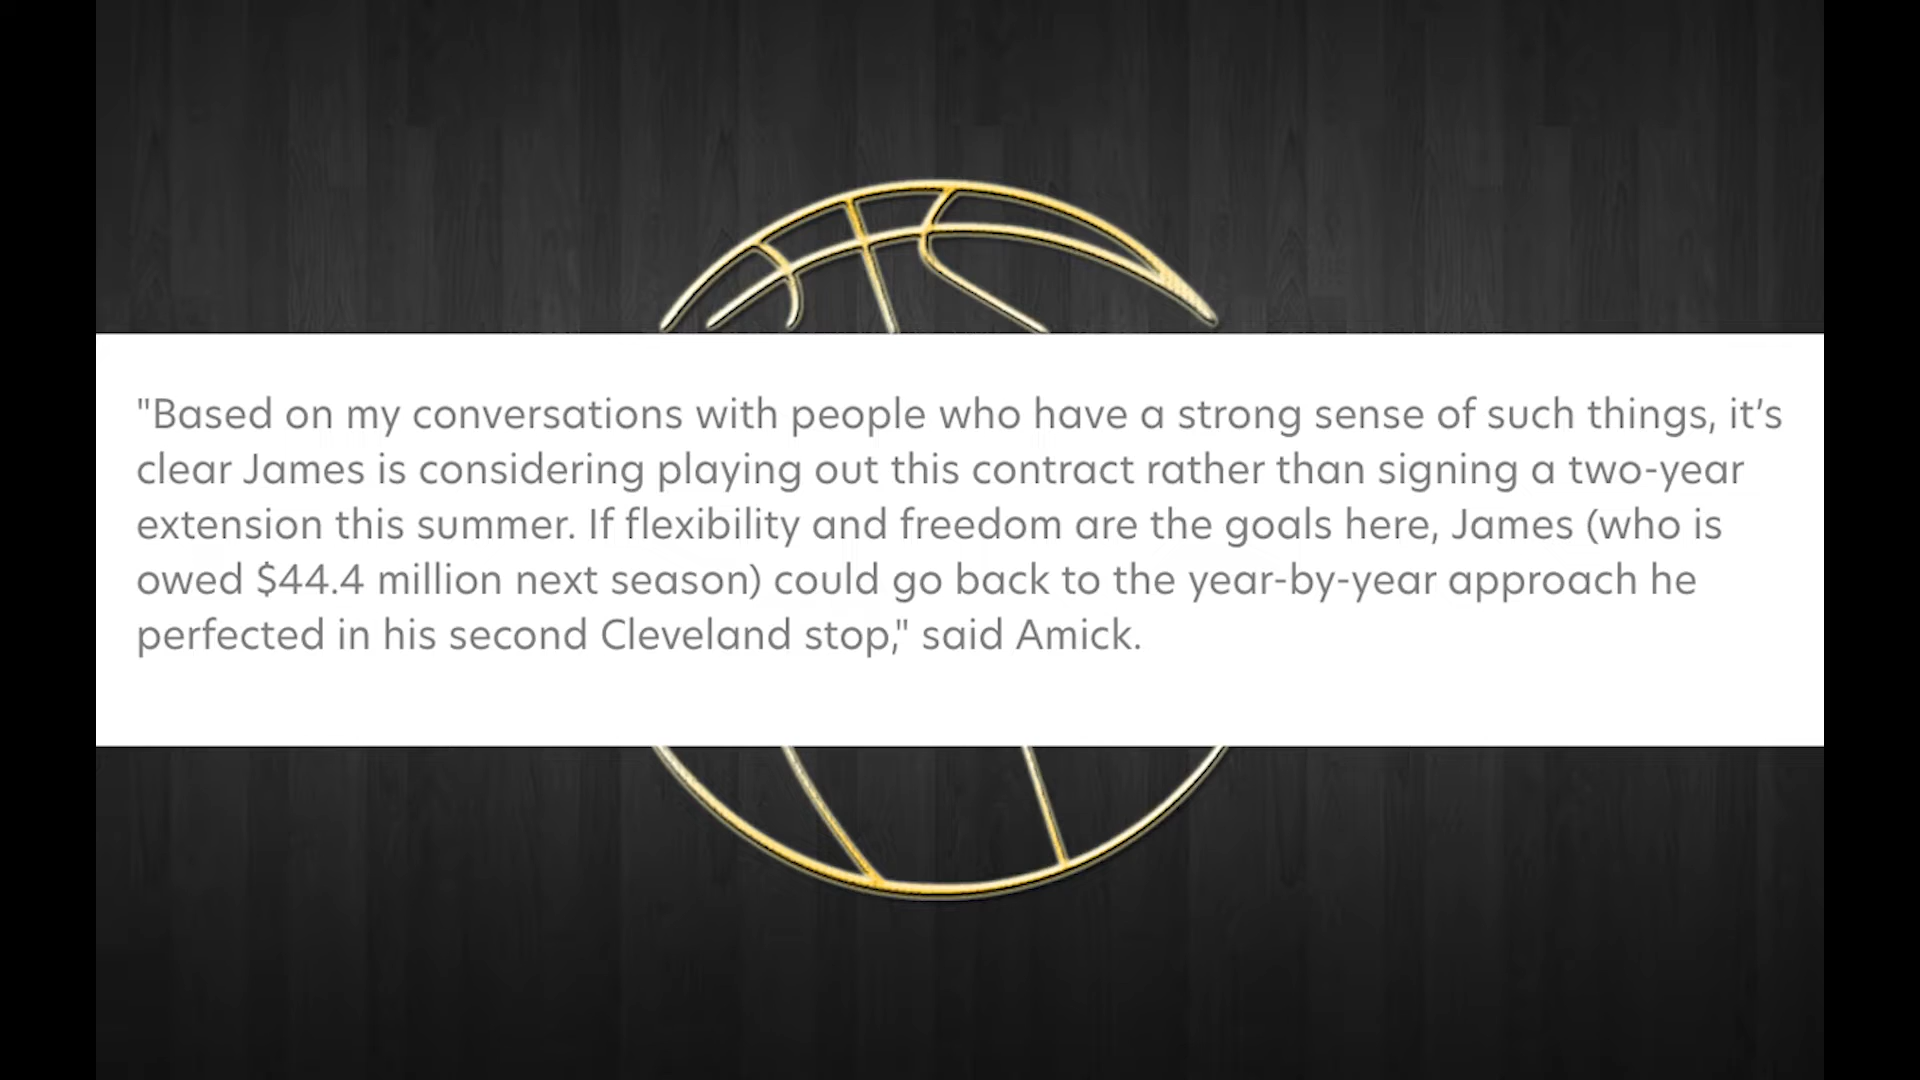 "Based on my conversations with people who have a strong sense of such things, it’s
clear James is considering playing out this contract rather than signing a two-year
extension this summer. If flexibility and freedom are the goals here, James (who is
owed $44.4 million next season) could go back to the year-by-year approach he
perfected in his second Cleveland stop," said Amick.